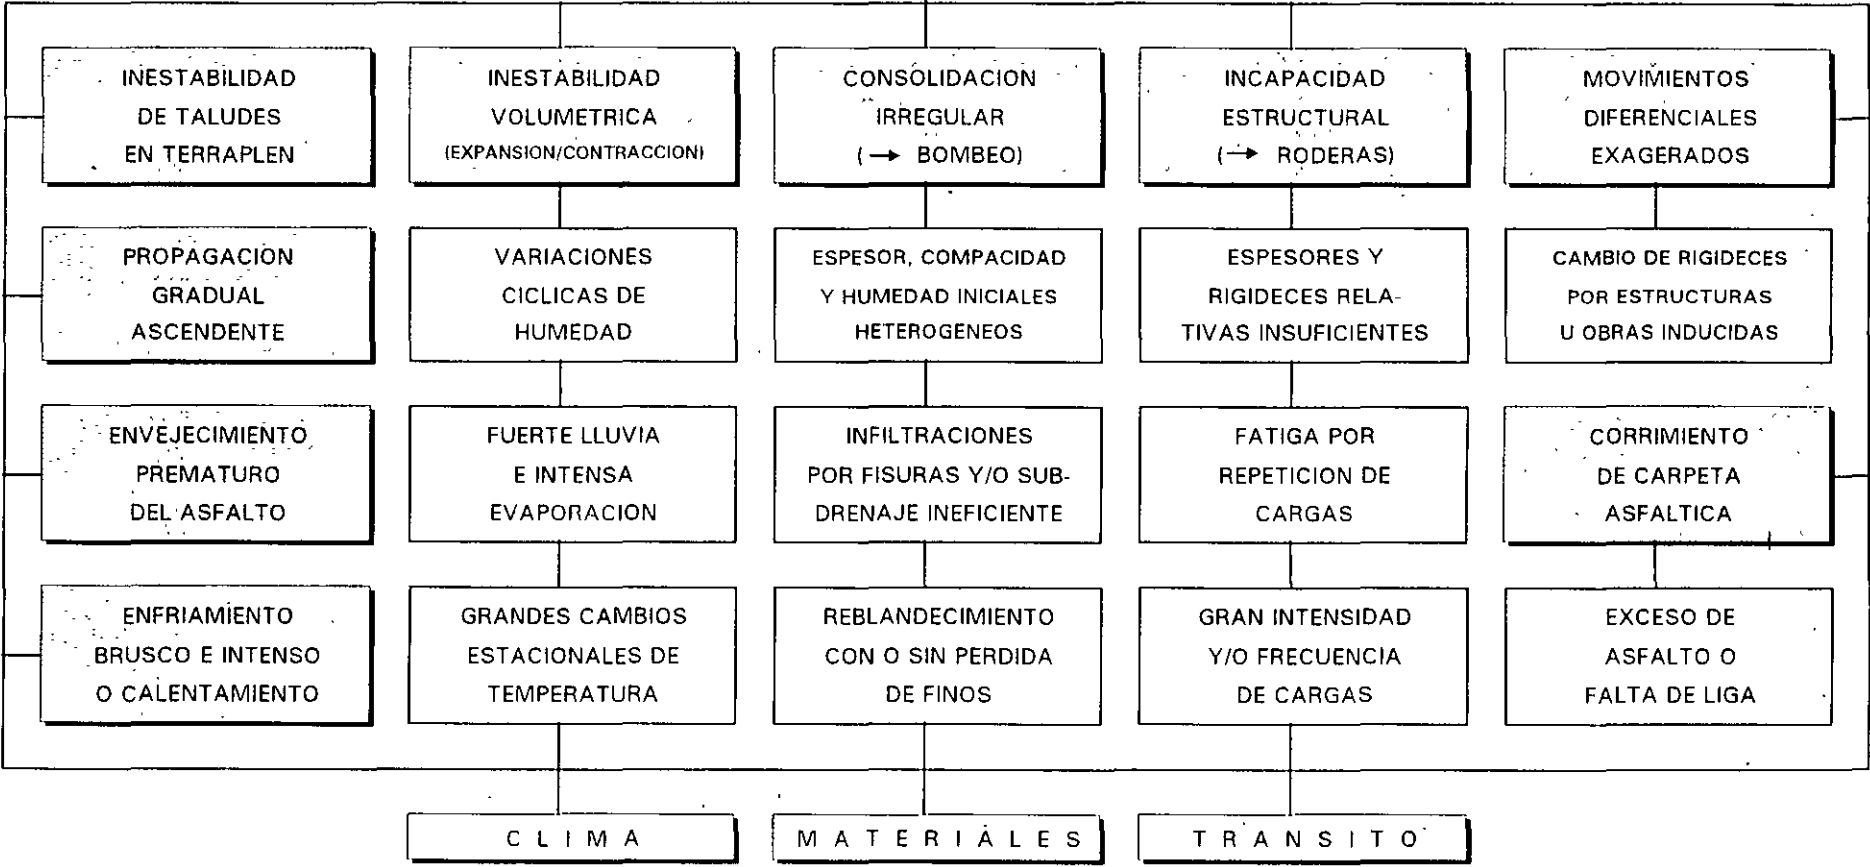 INESTABILIDAD
DE TALUDES
EN TERRAPLEN
INESTABILIDAD
VOLUMETRICA
(EXPANSION/CONTRACCION)
CONSOLIDACION
IRREGULAR
(→ BOMBEO)
INCAPACIDAD
ESTRUCTURAL
(→ RODERAS)
MOVIMIENTOS
DIFERENCIALES
EXAGERADOS
PROPAGACION
GRADUAL
ASCENDENTE
VARIACIONES
CICLICAS DE
HUMEDAD
ESPESOR, COMPACIDAD
Y HUMEDAD INICIALES
HETEROGENEOS
ESPESORES Y
RIGIDECES RELA-
TIVAS INSUFICIENTES
CAMBIO DE RIGIDECES
POR ESTRUCTURAS
U OBRAS INDUCIDAS
ENVEJECIMIENTO
PREMATURO
DEL ASFALTO
FUERTE LLUVIA
E INTENSA
EVAPORACION
INFILTRACIONES
POR FISURAS Y/O SUB-
DRENAJE INEFICIENTE
FATIGA POR
REPETICION DE
CARGAS
CORRIMIENTO
DE CARPETA
ASFALTICA
ENFRIAMIENTO
BRUSCO E INTENSO
O CALENTAMIENTO
GRANDES CAMBIOS
ESTACIONALES DE
TEMPERATURA
REBLANDECIMIENTO
CON O SIN PERDIDA
DE FINOS
GRAN INTENSIDAD
Y/O FRECUENCIA
DE CARGAS
EXCESO DE
ASFALTO O
FALTA DE LIGA
CLIMA
MATERIALES
TRANSITO